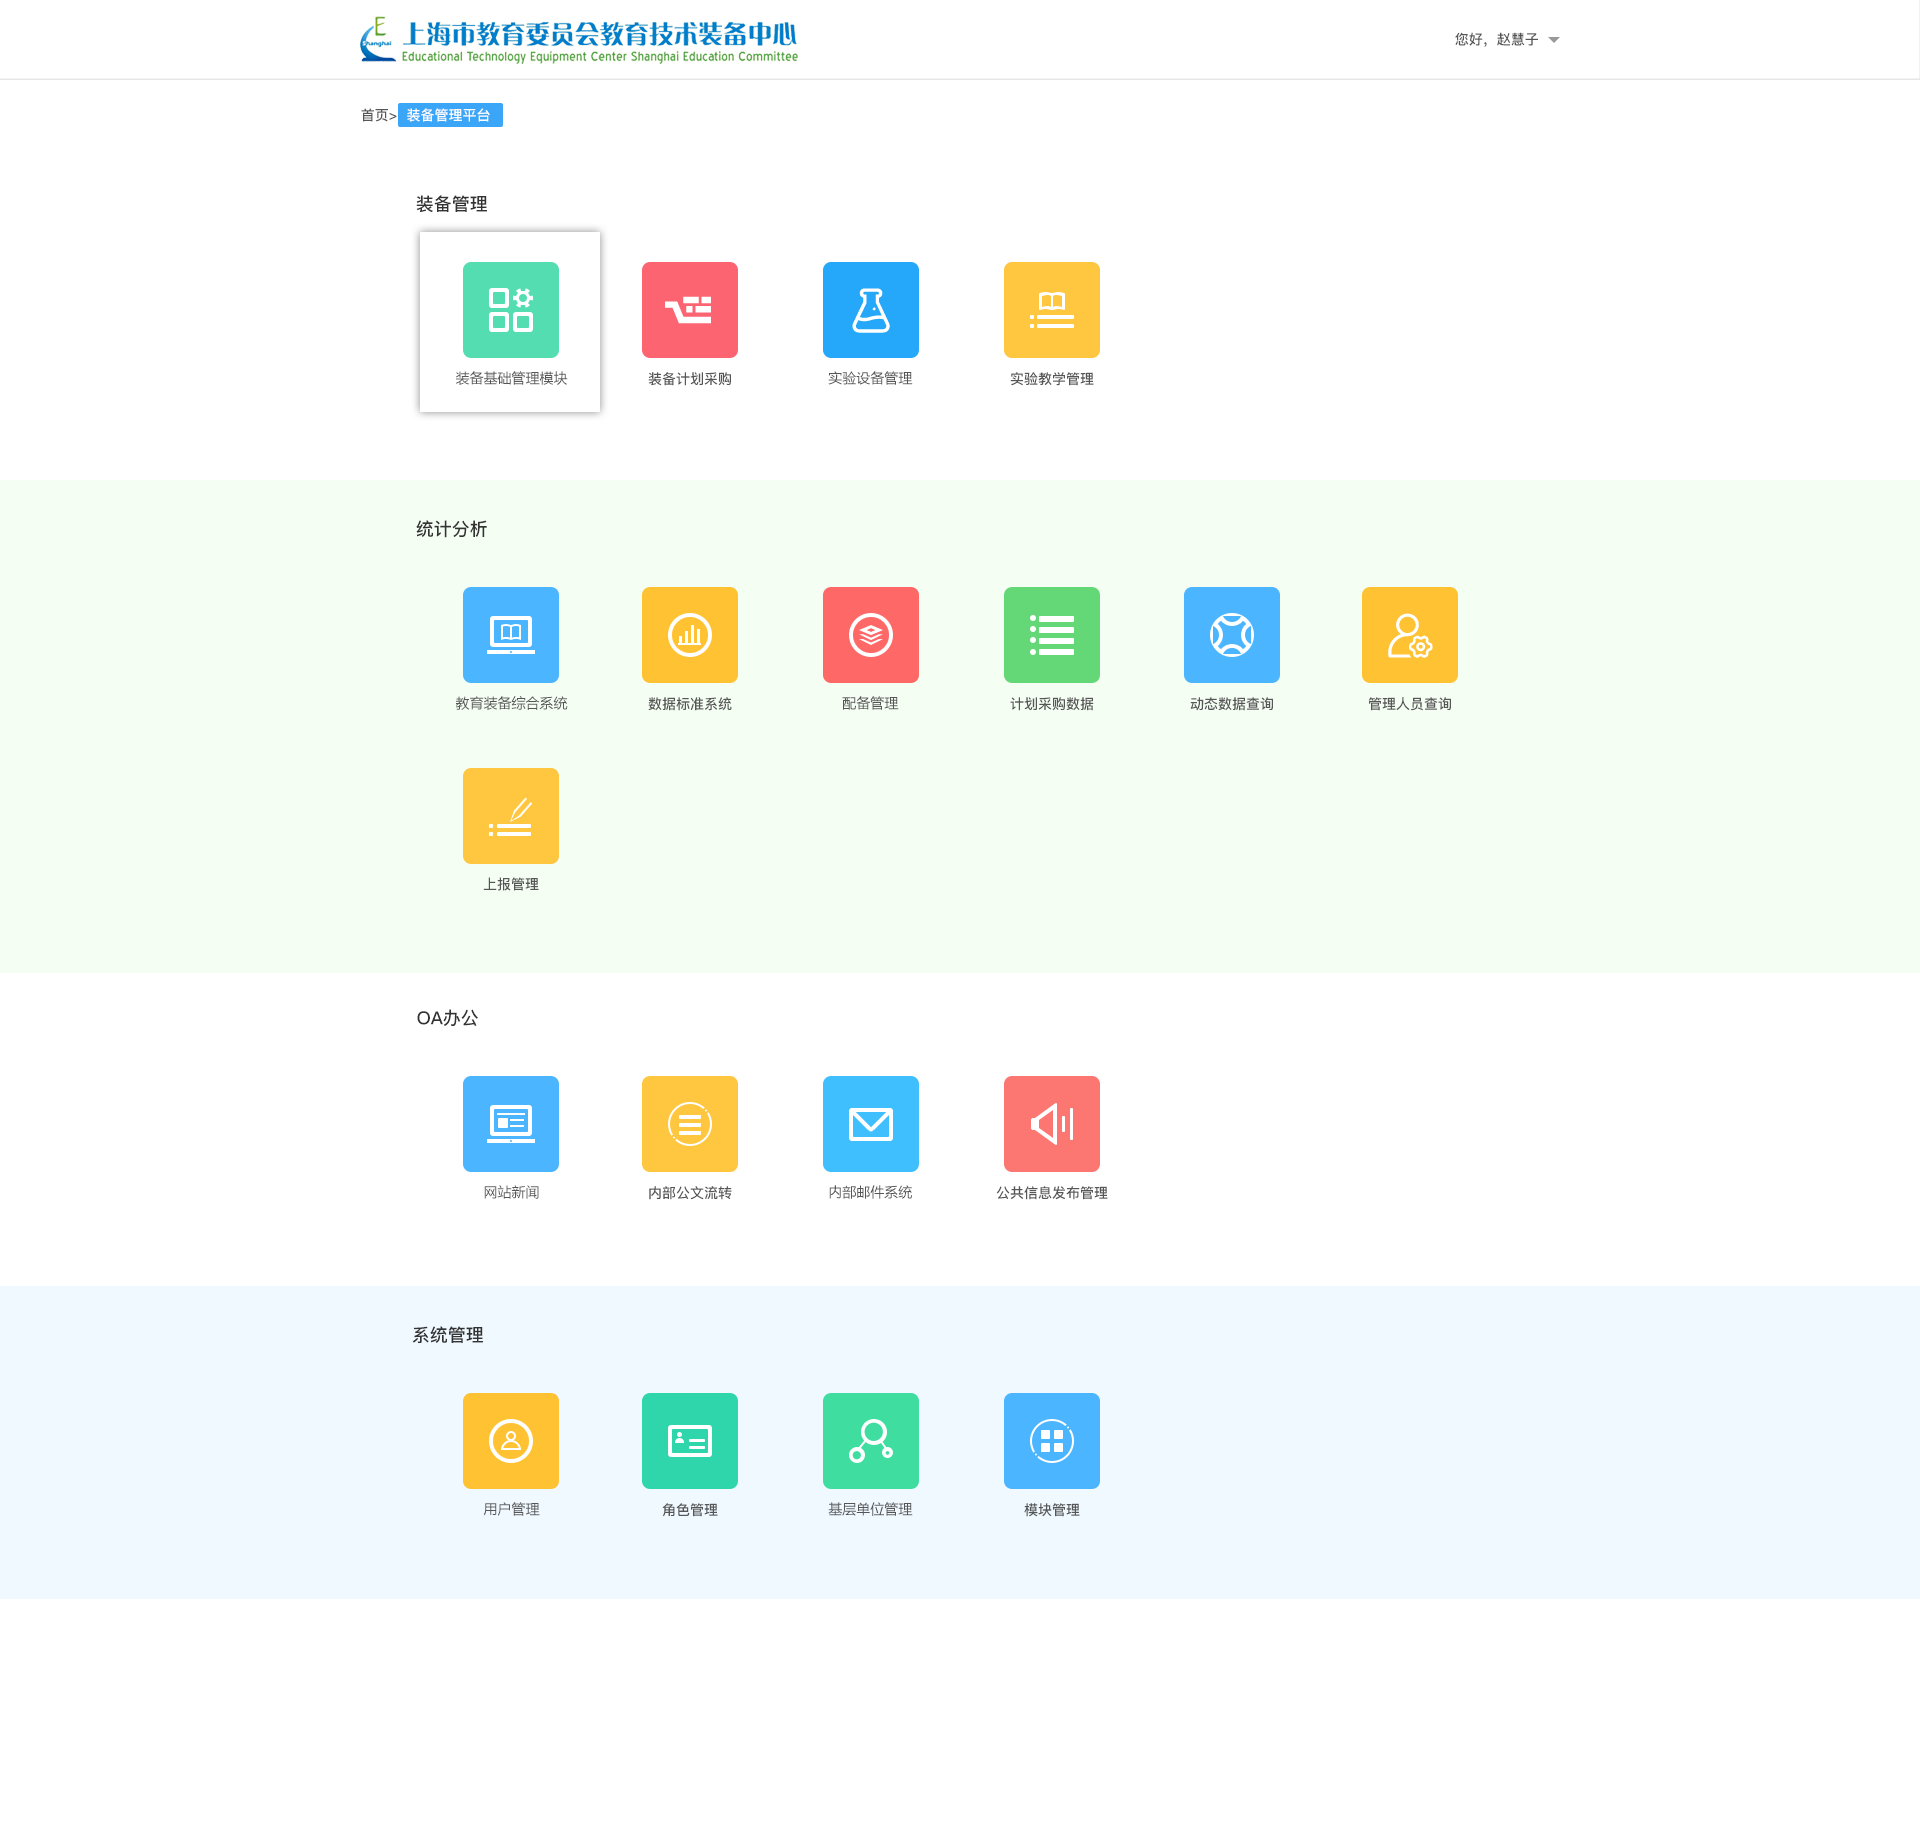 E
Shanghai
上海市教育委员会教育技术装备中心
Educational Technology Equipment Center Shanghai Education Committee
您好，赵慧子
首页> 装备管理平台
装备管理
装备基础管理模块
装备计划采购
实验设备管理
实验教学管理
统计分析
教育装备综合系统
数据标准系统
配备管理
计划采购数据
动态数据查询
管理人员查询
上报管理
OA办公
网站新闻
内部公文流转
内部邮件系统
公共信息发布管理
系统管理
用户管理
角色管理
基层单位管理
模块管理